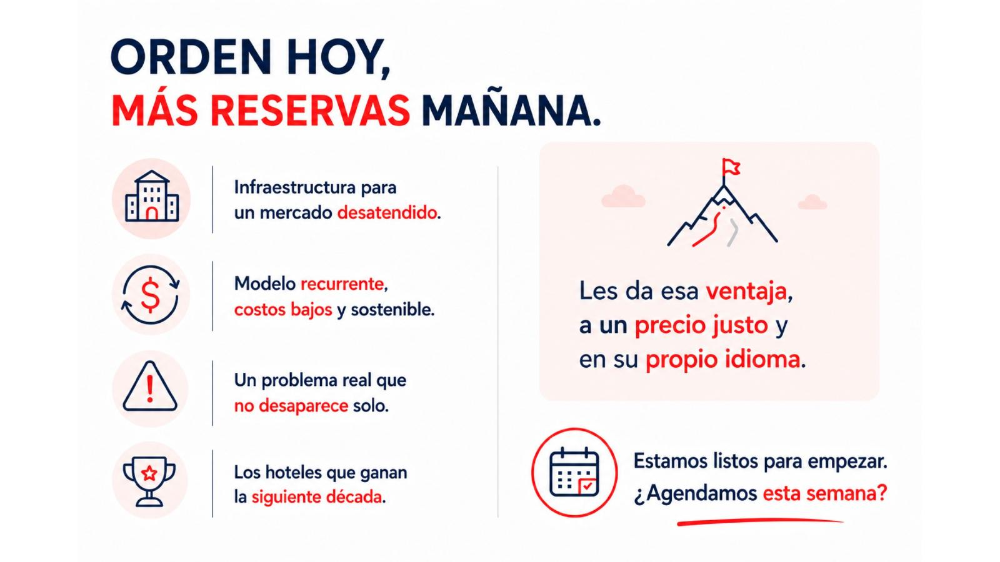 ORDEN HOY,
MÁS RESERVAS MAÑANA.
Infraestructura para
un mercado desatendido.
Modelo recurrente,
costos bajos y sostenible.
Un problema real que
no desaparece solo.
Los hoteles que ganan
la siguiente década.
Les da esa ventaja,
a un precio justo y
en su propio idioma.
Estamos listos para empezar.
¿Agendamos esta semana?